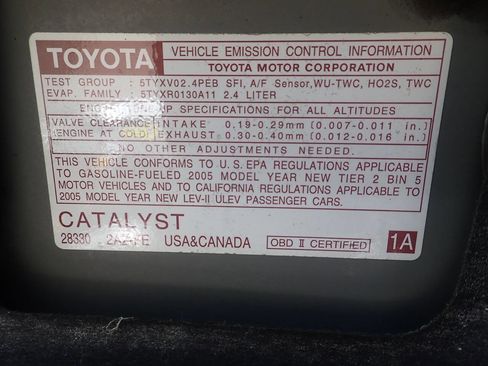 TOYOTA VEHICLE EMISSION CONTROL INFORMATION
TOYOTA MOTOR CORPORATION
TEST GROUP : 5TYXV02.4PEB SFI, A/F Sensor, WU-TWC, HO2S, TWC
EVAP. FAMILY : 5TYXR0130A11 2.4 LITER
SPECIFICATIONS FOR ALL ALTITUDES
VALVE CLEARANCE INTAKE 0.19-0.29mm (0.007-0.011 in.)
ENGINE AT COLD EXHAUST 0.30-0.40mm (0.012-0.016 in.)
NO OTHER ADJUSTMENTS NEEDED.
THIS VEHICLE CONFORMS TO U.S. EPA REGULATIONS APPLICABLE
TO GASOLINE-FUELED 2005 MODEL YEAR NEW TIER 2 BIN 5
MOTOR VEHICLES AND TO CALIFORNIA REGULATIONS APPLICABLE TO
2005 MODEL YEAR NEW LEV-II ULEV PASSENGER CARS.
CATALYST
28330 USA&CANADA OBD II CERTIFIED 1A